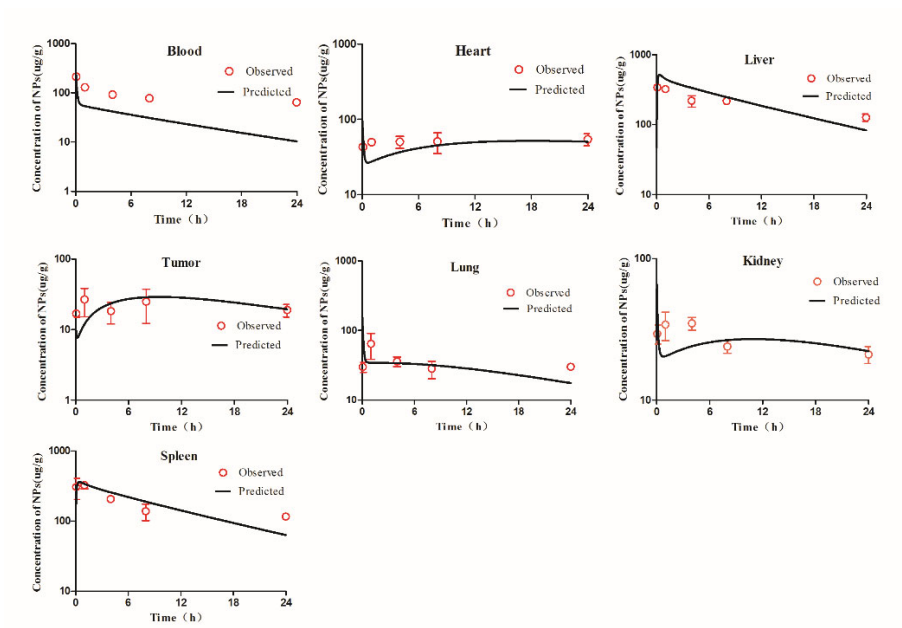 Blood
Concentration of NPs(ug/g)
1000
100
10
1
0 6 12 18 24
Time（h）
Observed
Predicted
Heart
Concentration of NPs(ug/g)
1000
100
10
0 6 12 18 24
Time（h）
Observed
Predicted
Liver
Concentration of NPs(ug/g)
1000
100
10
0 6 12 18 24
Time（h）
Observed
Predicted
Tumor
Concentration of NPs(ug/g)
100
10
1
0 6 12 18 24
Time（h）
Observed
Predicted
Lung
Concentration of NPs(ug/g)
1000
100
10
0 6 12 18 24
Time（h）
Observed
Predicted
Kidney
Concentration of NPs(ug/g)
100
10
0 6 12 18 24
Time（h）
Observed
Predicted
Spleen
Concentration of NPs(ug/g)
1000
100
10
0 6 12 18 24
Time（h）
Observed
Predicted